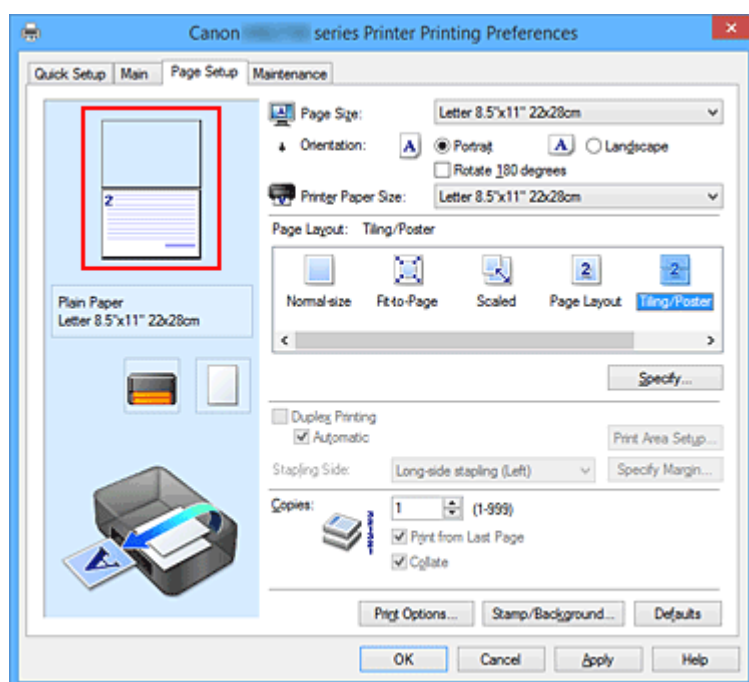 Canon series Printer Printing Preferences
Quick Setup Main Page Setup Maintenance
Page Size: Letter 8.5"x11" 22x28cm
Orientation: A Portrait A Landscape
Rotate 180 degrees
Printer Paper Size: Letter 8.5"x11" 22x28cm
Page Layout: Tiling/Poster
2
2 2
Normal-size Fit-to-Page Scaled Page Layout Tiling/Poster
Plain Paper
Letter 8.5"x11" 22x28cm
Specify...
Duplex Printing
Automatic
Print Area Setup...
Stapling Side: Long-side stapling (Left) Specify Margin...
Copies: 1 (1-999)
Print from Last Page
Collate
A
Print Options... Stamp/Background... Defaults
OK Cancel Apply Help